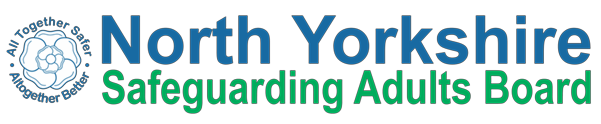 All Together Safer
• Altogether Better •
North Yorkshire
Safeguarding Adults Board